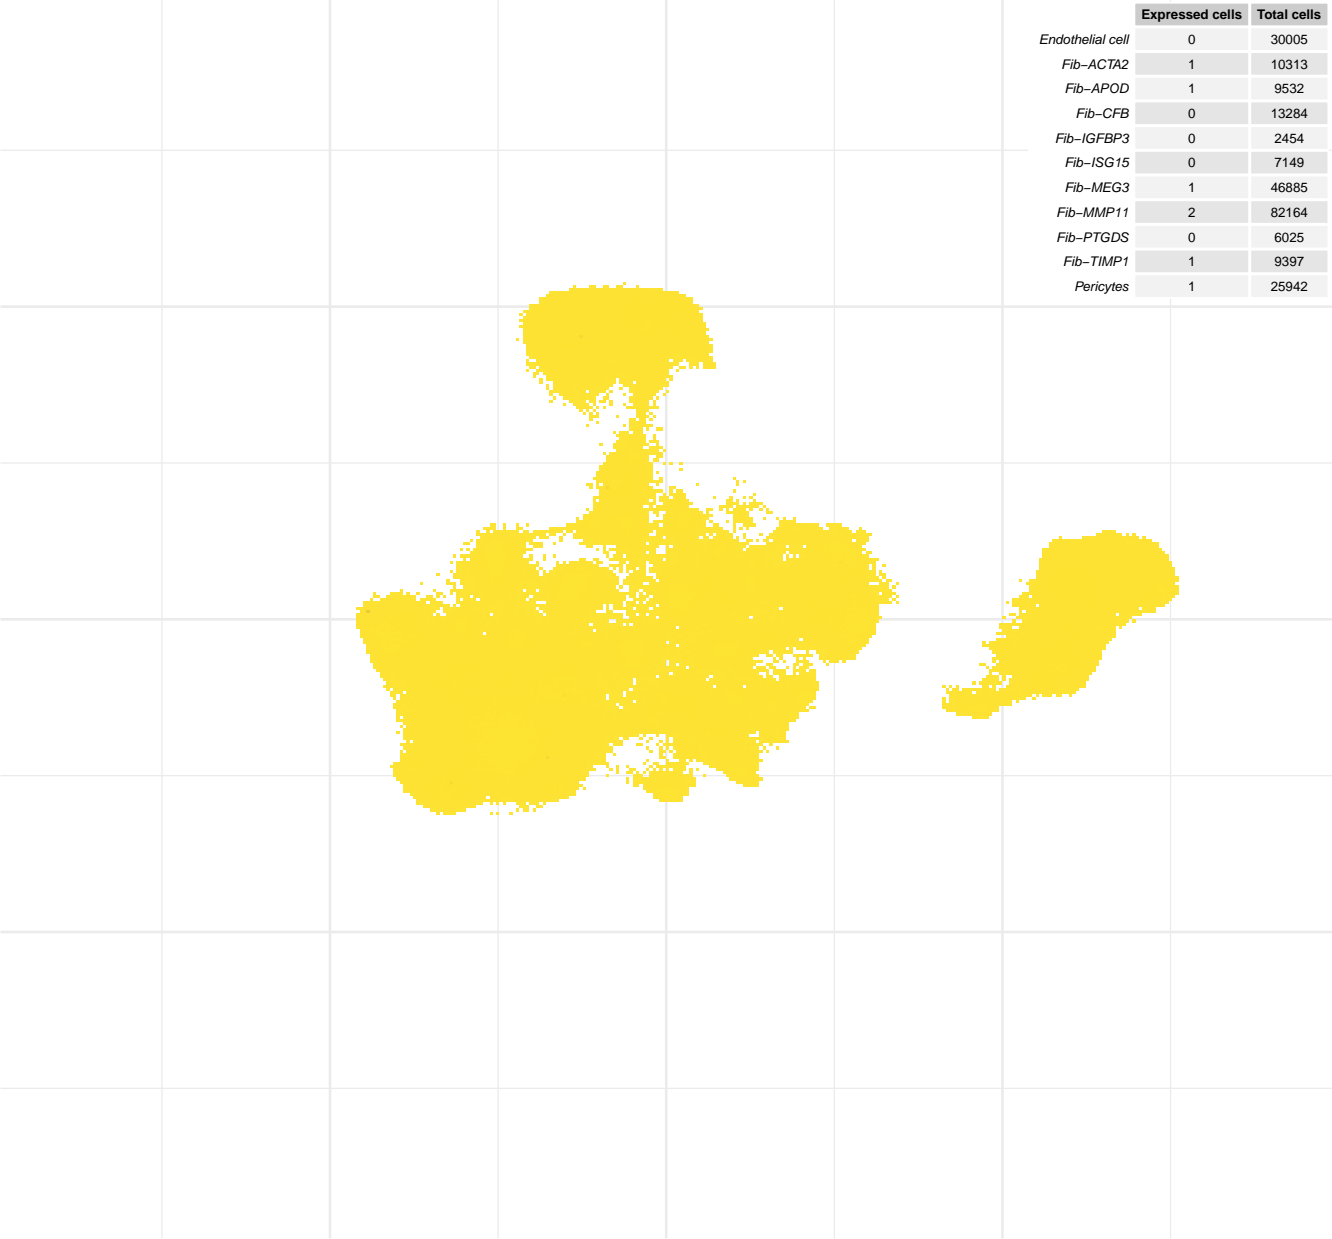 Expressed cells Total cells
Endothelial cell 0 30005
Fib−ACTA2 1 10313
Fib−APOD 1 9532
Fib−CFB 0 13284
Fib−IGFBP3 0 2454
Fib−ISG15 0 7149
Fib−MEG3 1 46885
Fib−MMP11 2 82164
Fib−PTGDS 0 6025
Fib−TIMP1 1 9397
Pericytes 1 25942